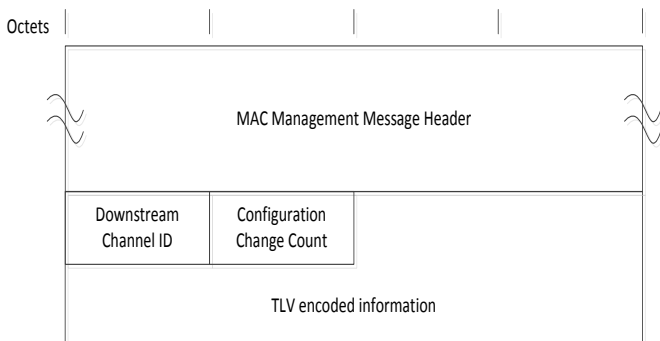 Octets
MAC Management Message Header
Downstream
Channel ID
Configuration
Change Count
TLV encoded information